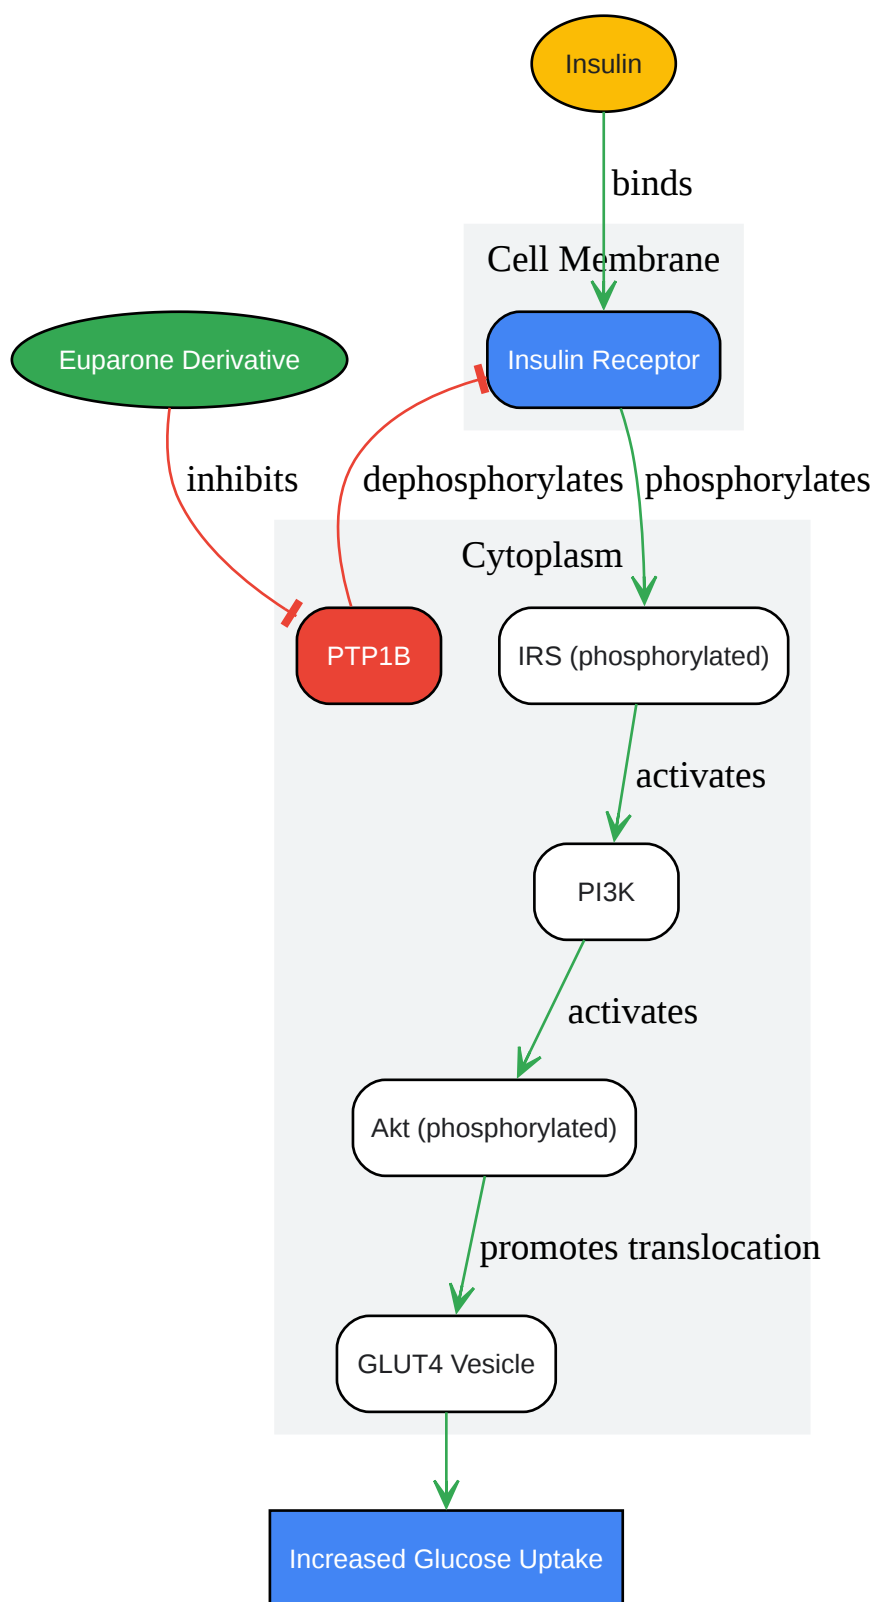 Insulin
binds
Cell Membrane
Euparone Derivative
Insulin Receptor
inhibits
dephosphorylates
phosphorylates
Cytoplasm
PTP1B
IRS (phosphorylated)
activates
PI3K
activates
Akt (phosphorylated)
promotes translocation
GLUT4 Vesicle
Increased Glucose Uptake